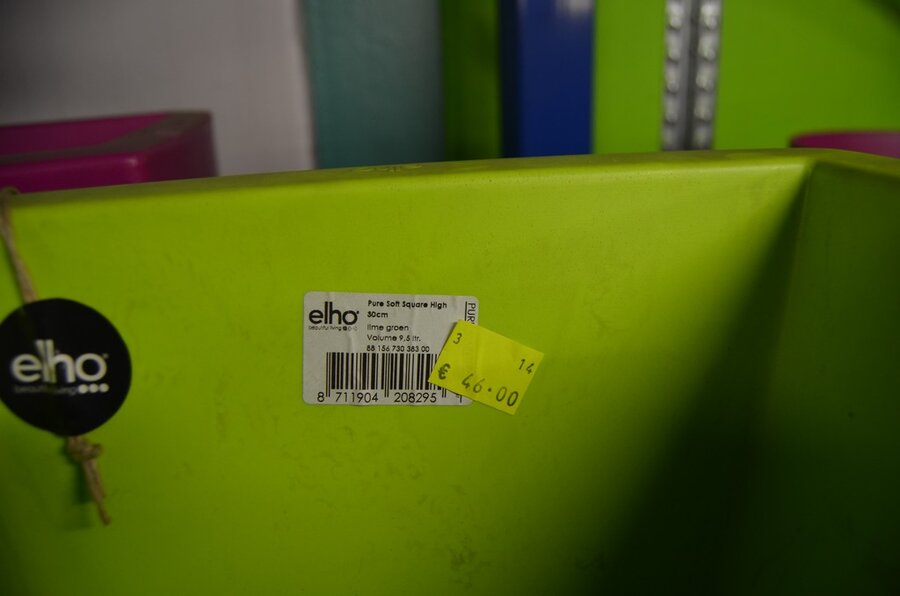 elho
beautiful living
elho
beautiful living
Pure Soft Square High
30cm
lime groen
Volume 9,5 ltr.
88 156 730 383 00
8 711904 208295
PUR
3 14
€ 46.00